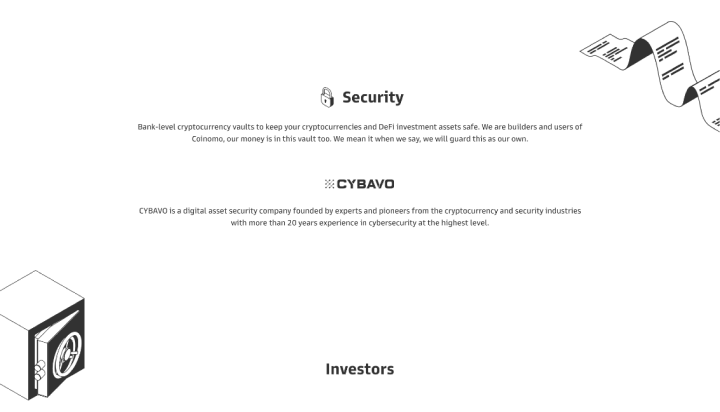 Security
Bank-level cryptocurrency vaults to keep your cryptocurrencies and DeFi investment assets safe. We are builders and users of
Coinomo, our money is in this vault too. We mean it when we say, we will guard this as our own.
CYBAVO
CYBAVO is a digital asset security company founded by experts and pioneers from the cryptocurrency and security industries
with more than 20 years experience in cybersecurity at the highest level.
Investors